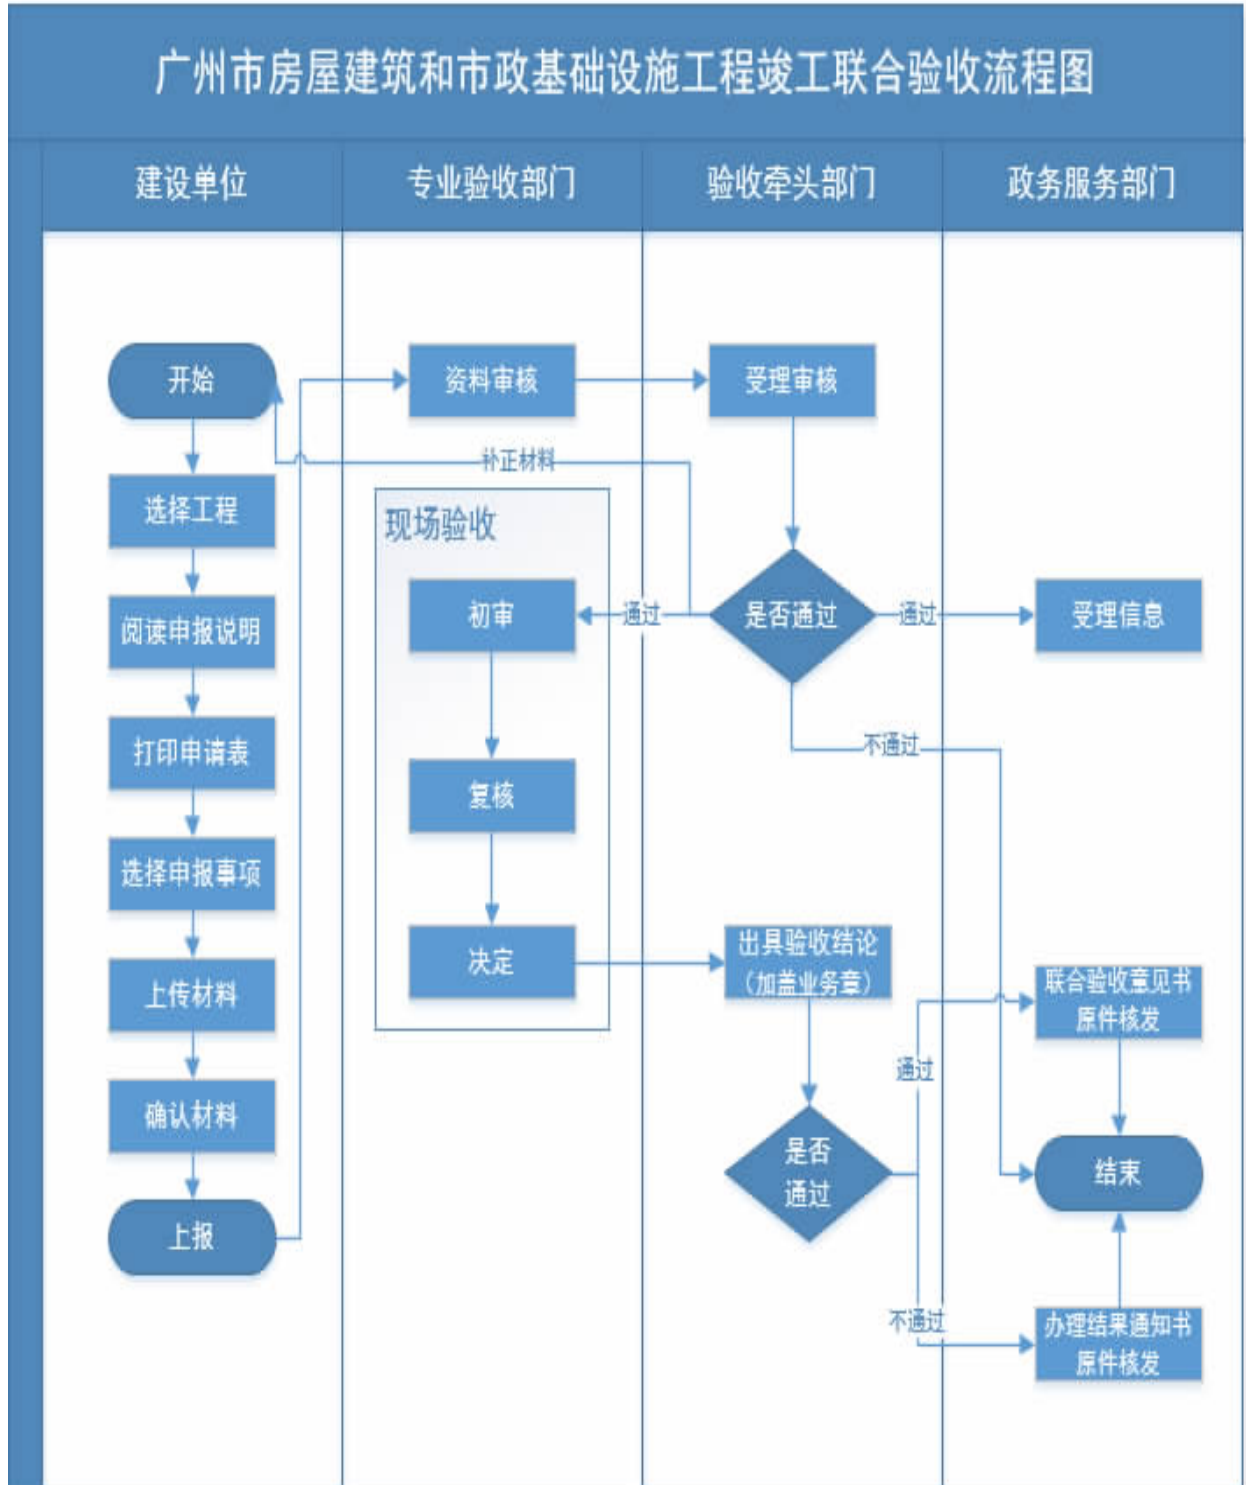 广州市房屋建筑和市政基础设施工程竣工联合验收流程图
建设单位
专业验收部门
验收牵头部门
政务服务部门
开始
选择工程
阅读申报说明
打印申请表
选择申报事项
上传材料
确认材料
上报
资料审核
受理审核
补正材料
现场验收
初审
通过
是否通过
通过
受理信息
不通过
复核
决定
出具验收结论
（加盖业务章）
是否
通过
通过
联合验收意见书
原件核发
结束
不通过
办理结果通知书
原件核发